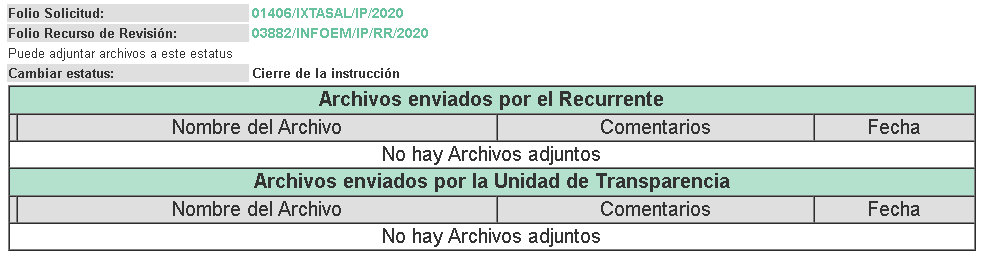 Folio Solicitud: 01406/IXTASAL/IP/2020
Folio Recurso de Revisión: 03882/INFOEM/IP/RR/2020
Puede adjuntar archivos a este estatus
Cambiar estatus: Cierre de la instrucción
Archivos enviados por el Recurrente
Nombre del Archivo Comentarios Fecha
No hay Archivos adjuntos
Archivos enviados por la Unidad de Transparencia
Nombre del Archivo Comentarios Fecha
No hay Archivos adjuntos